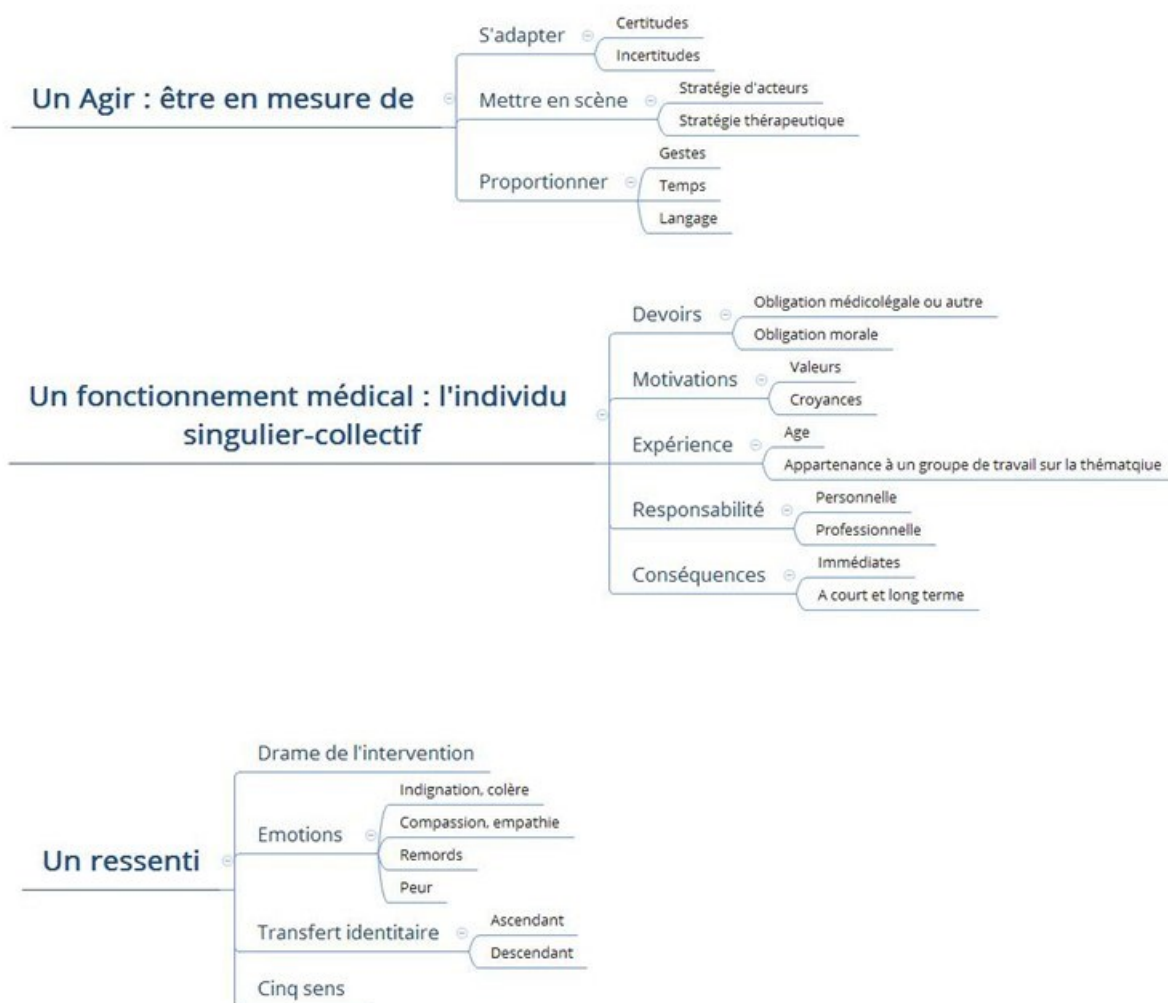 Un Agir : être en mesure de
S'adapter
Certitudes
Incertitudes
Mettre en scène
Stratégie d'acteurs
Stratégie thérapeutique
Proportionner
Gestes
Temps
Langage
Un fonctionnement médical : l'individu
singulier-collectif
Devoirs
Obligation médicolégale ou autre
Obligation morale
Motivations
Valeurs
Croyances
Expérience
Age
Appartenance à un groupe de travail sur la thématqiue
Responsabilité
Personnelle
Professionnelle
Conséquences
Immédiates
A court et long terme
Un ressenti
Drame de l'intervention
Emotions
Indignation, colère
Compassion, empathie
Remords
Peur
Transfert identitaire
Ascendant
Descendant
Cinq sens